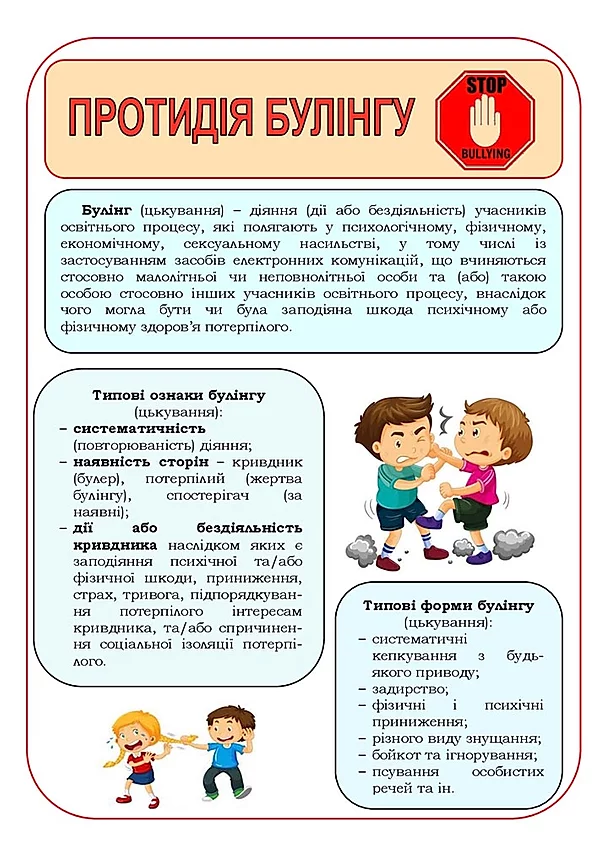 ПРОТИДІЯ БУЛІНГУ
STOP
BULLYING
Булінг (цькування) – діяння (дії або бездіяльність) учасників
освітнього процесу, які полягають у психологічному, фізичному,
економічному, сексуальному насильстві, у тому числі із
застосуванням засобів електронних комунікацій, що вчиняються
стосовно малолітньої чи неповнолітньої особи та (або) такою
особою стосовно інших учасників освітнього процесу, внаслідок
чого могла бути чи була заподіяна шкода психічному або
фізичному здоров’я потерпілого.
Типові ознаки булінгу
(цькування):
– систематичність
(повторюваність) діяння;
– наявність сторін – кривдник
(булер), потерпілий (жертва
булінгу), спостерігач (за
наявні);
– дії або бездіяльність
кривдника наслідком яких є
заподіяння психічної та/або
фізичної шкоди, приниження,
страх, тривога, підпорядкуван-
ня потерпілого інтересам
кривдника, та/або спричинен-
ня соціальної ізоляції потерпі-
лого.
Типові форми булінгу
(цькування):
– систематичні
кепкування з будь-
якого приводу;
– задирство;
– фізичні і психічні
приниження;
– різного виду знущання;
– бойкот та ігнорування;
– псування особистих
речей та ін.